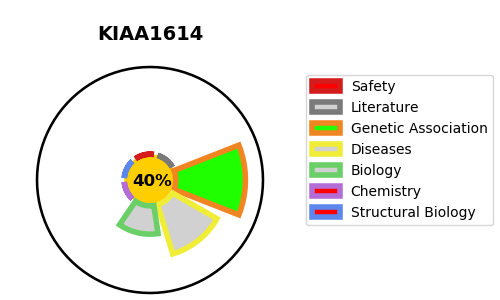 KIAA1614
40%
Safety
Literature
Genetic Association
Diseases
Biology
Chemistry
Structural Biology